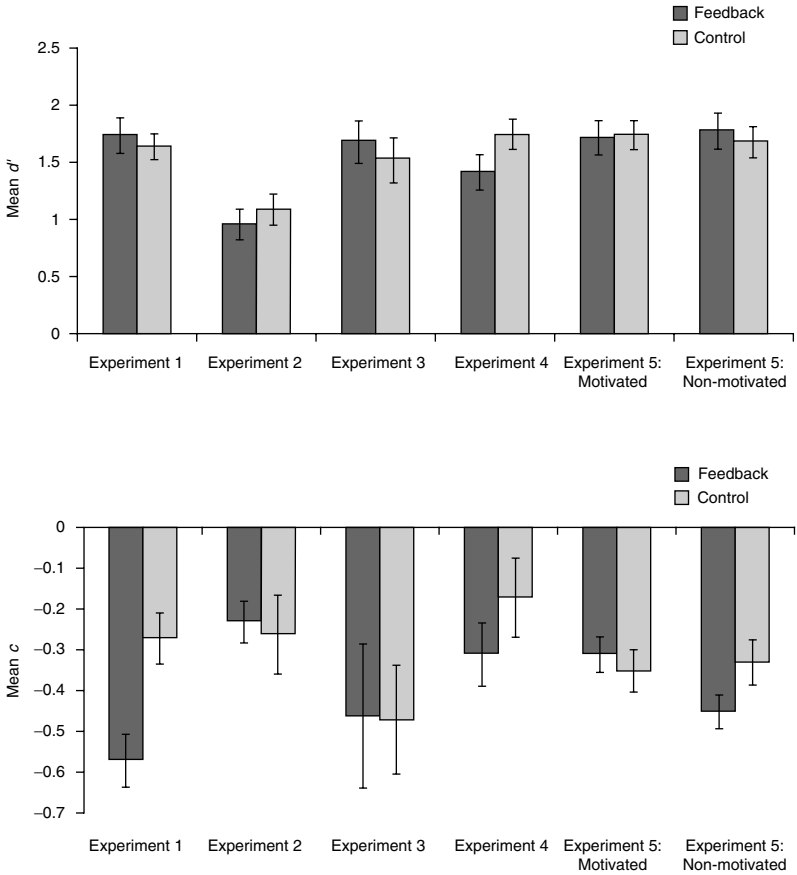 Feedback
Control
2.5
2
1.5
1
0.5
0
Mean d′
Experiment 1
Experiment 2
Experiment 3
Experiment 4
Experiment 5:
Motivated
Experiment 5:
Non-motivated
Feedback
Control
0
–0.1
–0.2
–0.3
–0.4
–0.5
–0.6
–0.7
Mean c
Experiment 1
Experiment 2
Experiment 3
Experiment 4
Experiment 5:
Motivated
Experiment 5:
Non-motivated